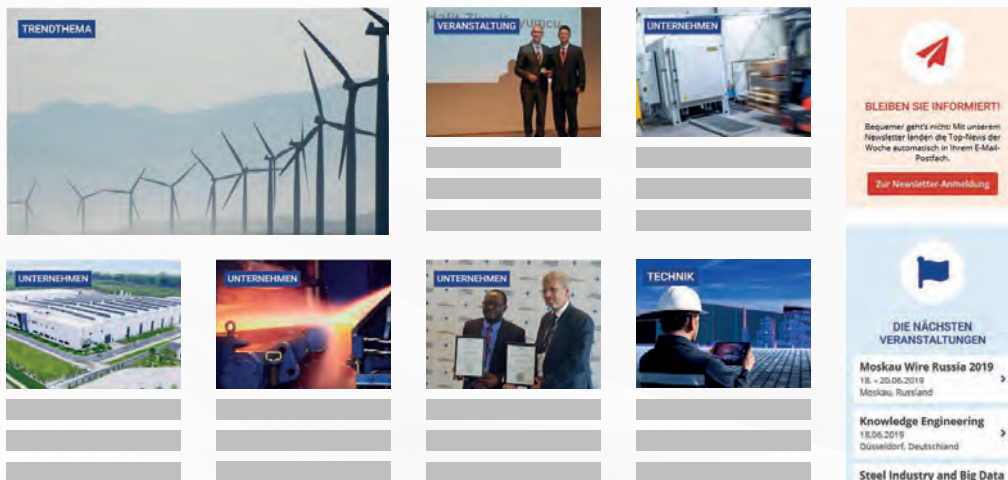 TRENDTHEMA
VERANSTALTUNG
UNTERNEHMEN
BLEIBEN SIE INFORMIERT!
Bequemer geht's nicht! Mit unserem
Newsletter landen die Top-News der
Woche automatisch in Ihrem E-Mail-
Postfach.
Zur Newsletter-Anmeldung
UNTERNEHMEN
UNTERNEHMEN
UNTERNEHMEN
TECHNIK
DIE NÄCHSTEN
VERANSTALTUNGEN
Moskau Wire Russia 2019
18. - 20.06.2019
Moskau, Russland
Knowledge Engineering
18.06.2019
Düsseldorf, Deutschland
Steel Industry and Big Data